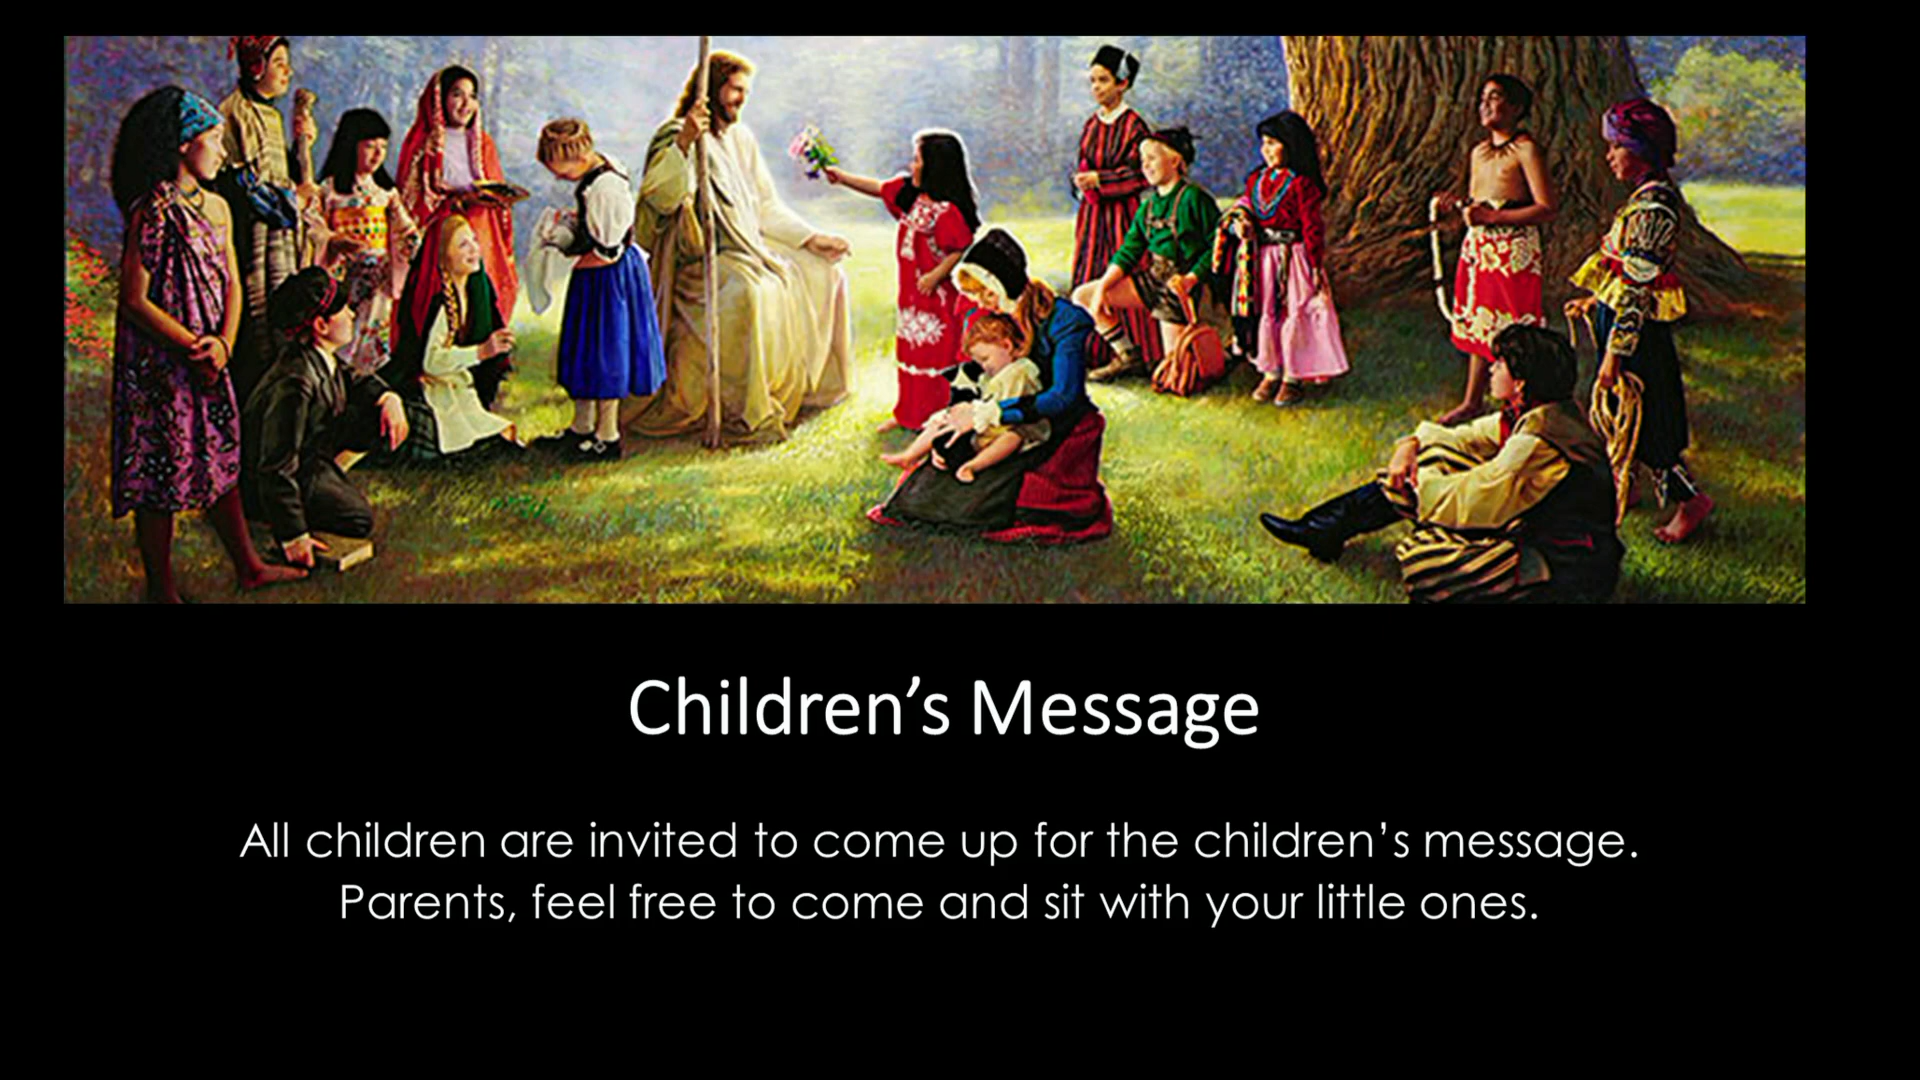 Children’s Message
All children are invited to come up for the children’s message.
Parents, feel free to come and sit with your little ones.